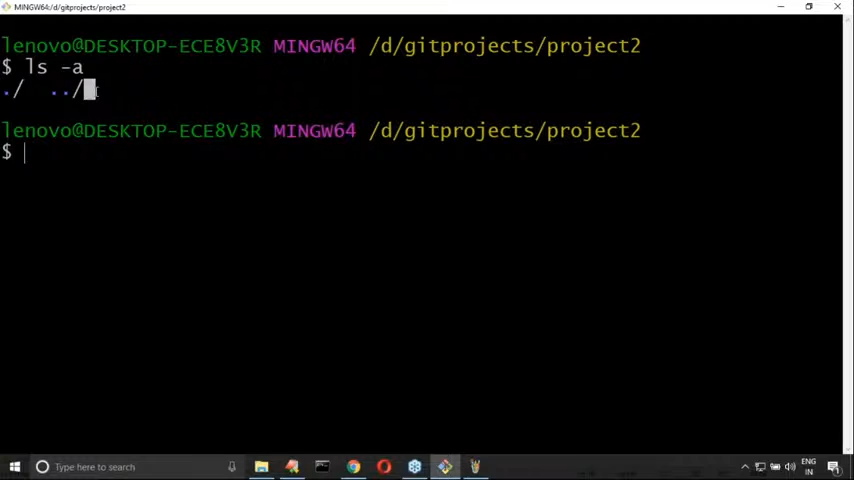 MINGW64:/d/gitprojects/project2
lenovo@DESKTOP-ECE8V3R MINGW64 /d/gitprojects/project2
$ ls -a
./ ../
lenovo@DESKTOP-ECE8V3R MINGW64 /d/gitprojects/project2
$
Type here to search
ENG
IN